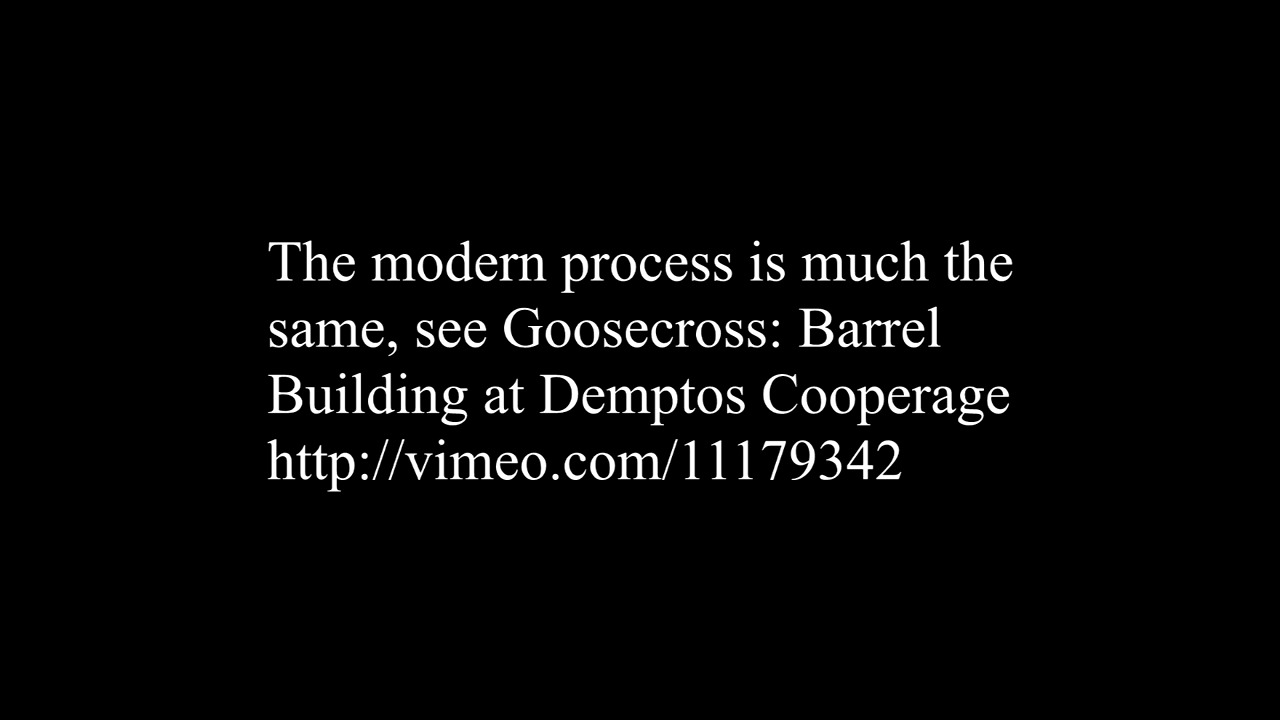 The modern process is much the
same, see Goosecross: Barrel
Building at Demptos Cooperage
http://vimeo.com/11179342